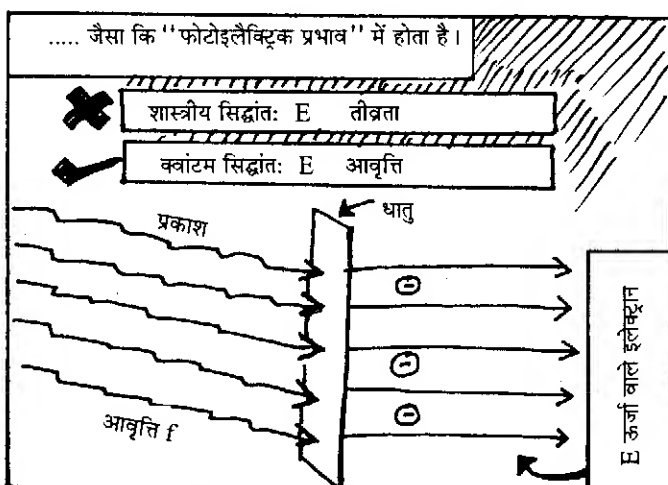 ..... जैसा कि "फोटोइलैक्ट्रिक प्रभाव" में होता है।
शास्त्रीय सिद्धांत: E तीव्रता
क्वांटम सिद्धांत: E आवृत्ति
धातु
प्रकाश
आवृत्ति f
E ऊर्जा वाले इलेक्ट्रान